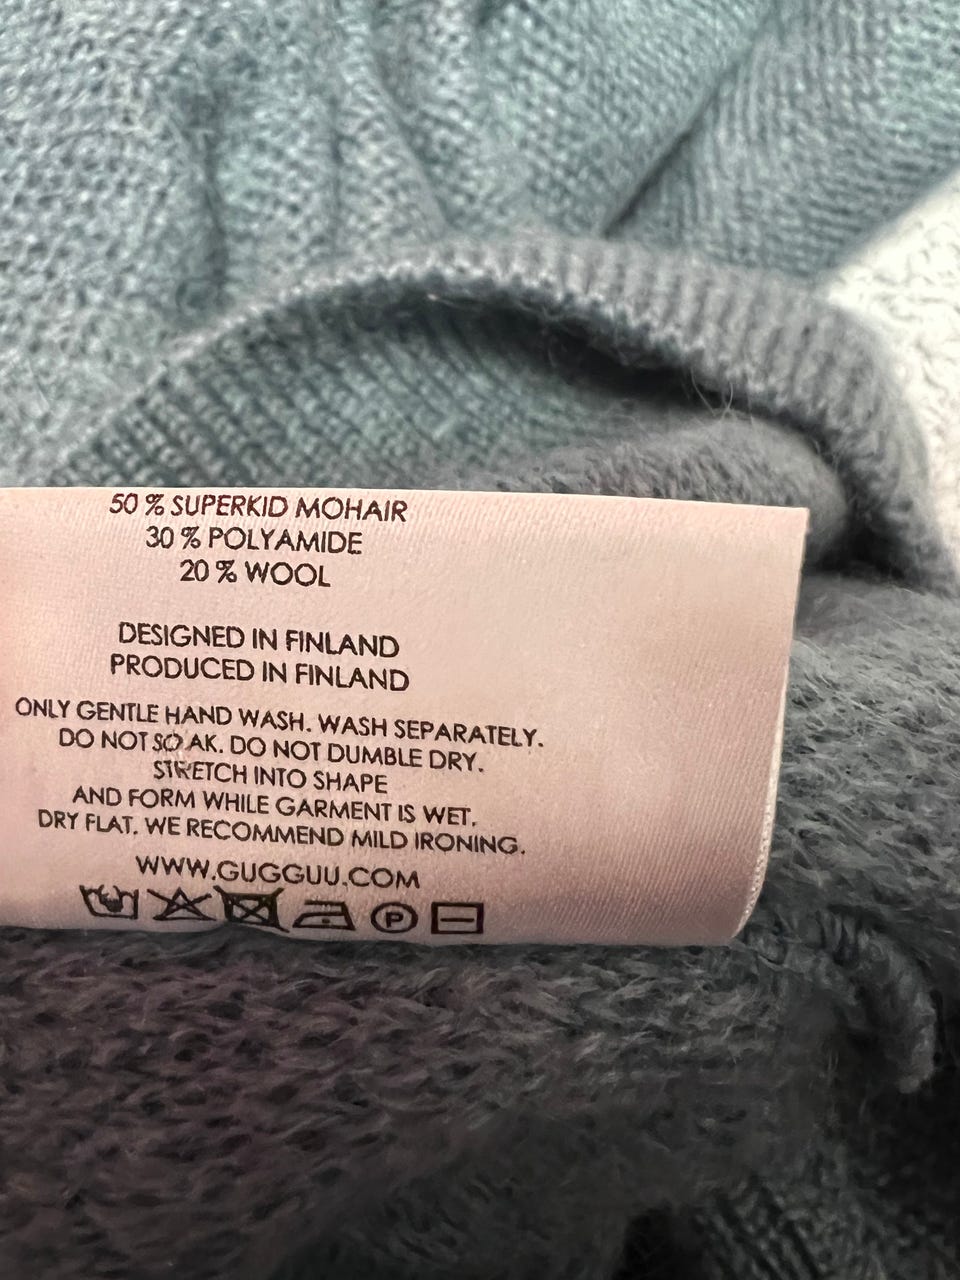 50 % SUPERKID MOHAIR
30 % POLYAMIDE
20 % WOOL
DESIGNED IN FINLAND
PRODUCED IN FINLAND
ONLY GENTLE HAND WASH. WASH SEPARATELY.
DO NOT SOAK. DO NOT DUMBLE DRY.
STRETCH INTO SHAPE
AND FORM WHILE GARMENT IS WET.
DRY FLAT. WE RECOMMEND MILD IRONING.
WWW.GUGGUU.COM
P